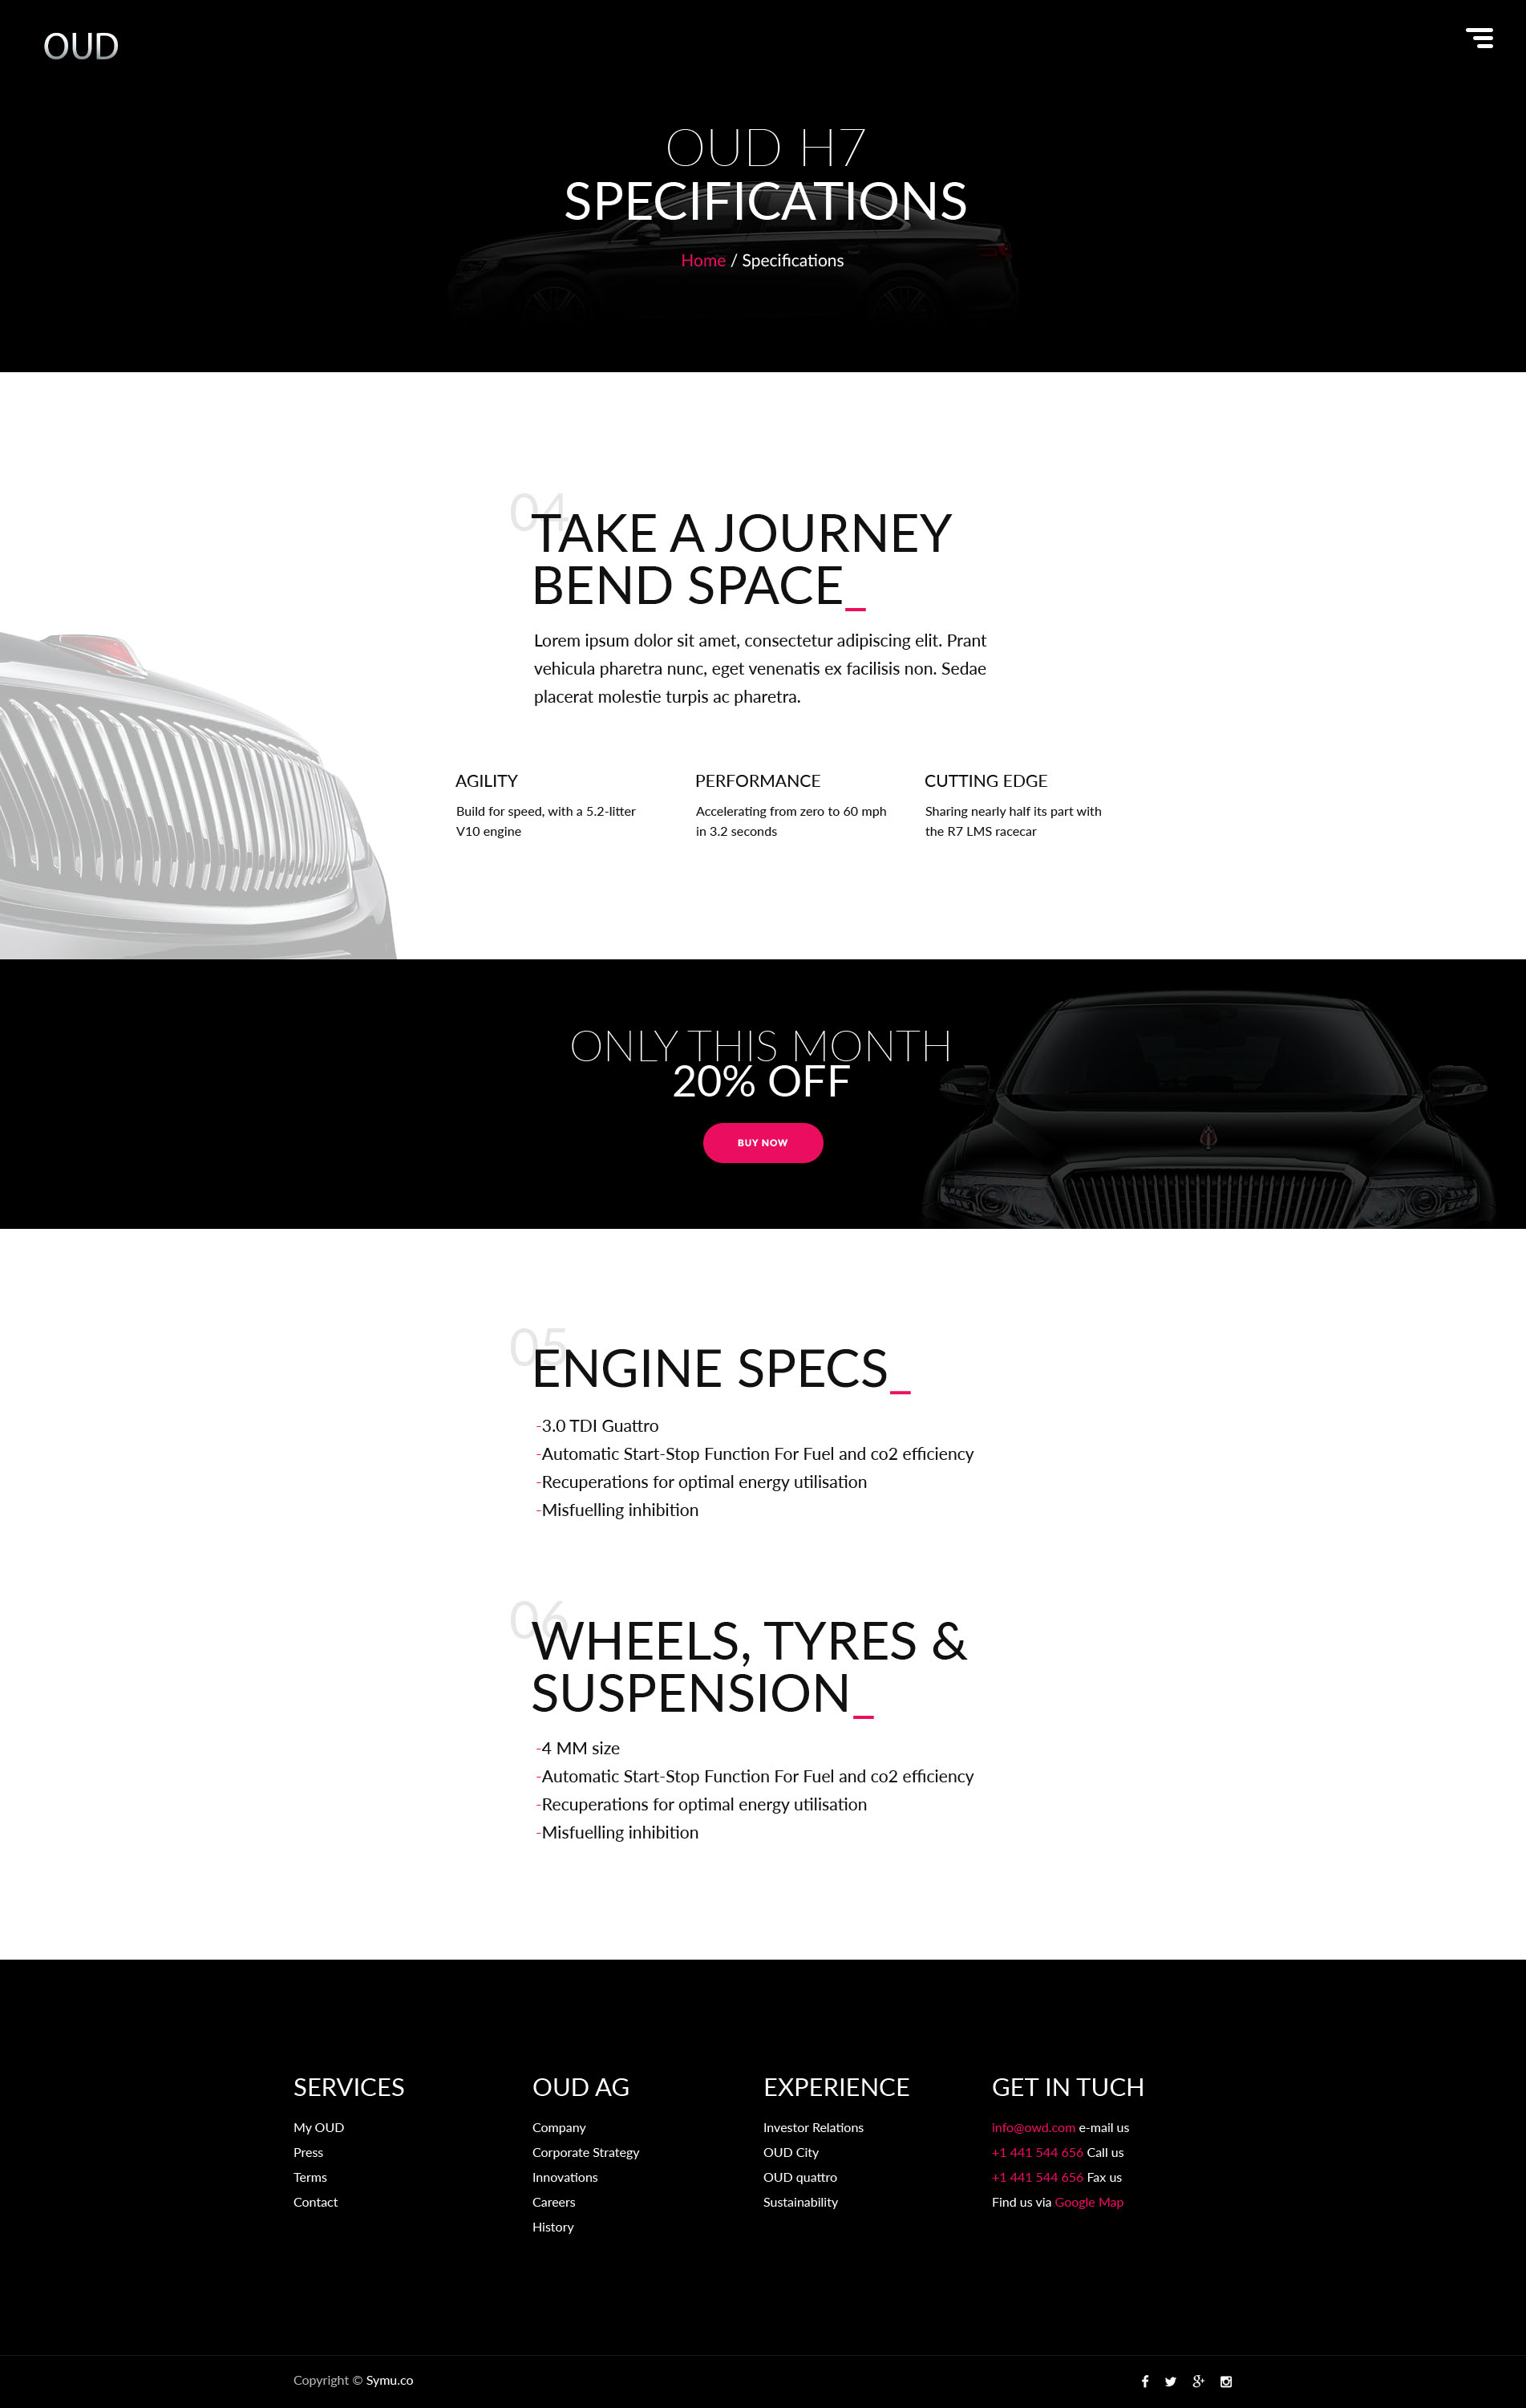 OUD
OUD H7
SPECIFICATIONS
Home / Specifications
04
TAKE A JOURNEY
BEND SPACE_
Lorem ipsum dolor sit amet, consectetur adipiscing elit. Prant
vehicula pharetra nunc, eget venenatis ex facilisis non. Sedae
placerat molestie turpis ac pharetra.
AGILITY
Build for speed, with a 5.2-litter
V10 engine
PERFORMANCE
Accelerating from zero to 60 mph
in 3.2 seconds
CUTTING EDGE
Sharing nearly half its part with
the R7 LMS racecar
ONLY THIS MONTH
20% OFF
BUY NOW
05
ENGINE SPECS_
-3.0 TDI Guattro
-Automatic Start-Stop Function For Fuel and co2 efficiency
-Recuperations for optimal energy utilisation
-Misfuelling inhibition
06
WHEELS, TYRES &
SUSPENSION_
-4 MM size
-Automatic Start-Stop Function For Fuel and co2 efficiency
-Recuperations for optimal energy utilisation
-Misfuelling inhibition
SERVICES
My OUD
Press
Terms
Contact
OUD AG
Company
Corporate Strategy
Innovations
Careers
History
EXPERIENCE
Investor Relations
OUD City
OUD quattro
Sustainability
GET IN TUCH
info@owd.com e-mail us
+1 441 544 656 Call us
+1 441 544 656 Fax us
Find us via Google Map
Copyright © Symu.co